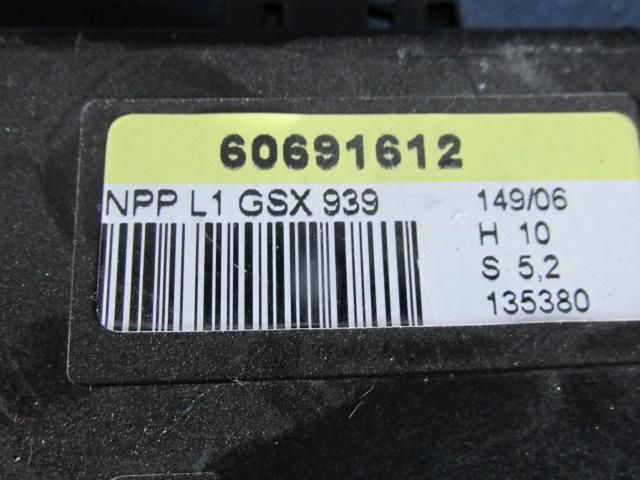 60691612
NPP L1 GSX 939
149/06
H 10
S 5,2
135380